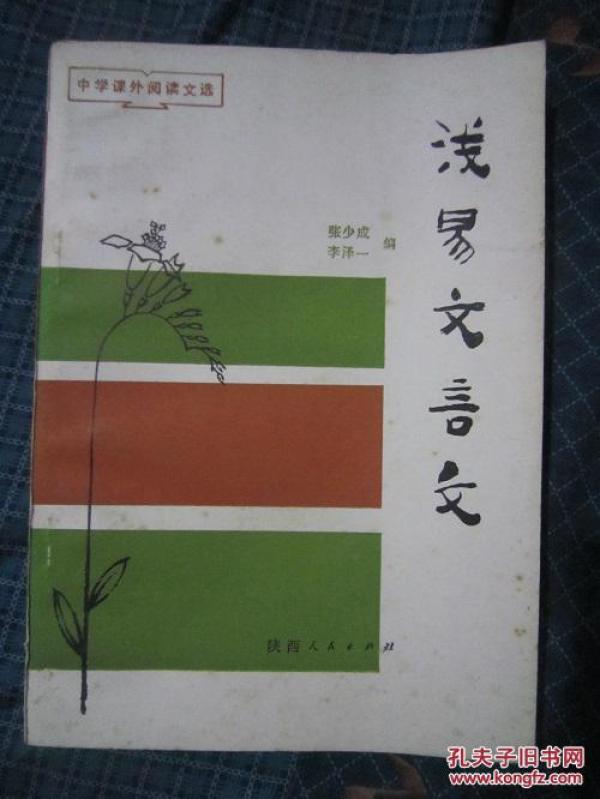 中学课外阅读文选
浅易文言文
张少成
李泽一
编
陕西人民出版社
孔夫子旧书网
www.kongfz.com